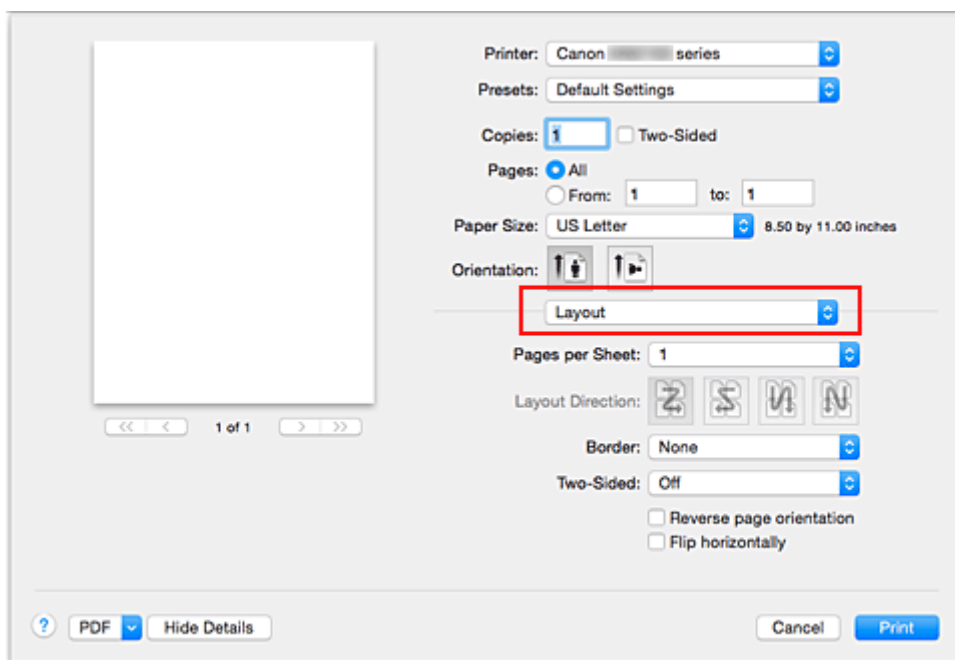 Printer: Canon series
Presets: Default Settings
Copies: 1 Two-Sided
Pages: All
From: 1 to: 1
Paper Size: US Letter 8.50 by 11.00 inches
Orientation:
Layout
Pages per Sheet: 1
Layout Direction:
Border: None
Two-Sided: Off
Reverse page orientation
Flip horizontally
<< < 1 of 1 > >>
? PDF Hide Details Cancel Print